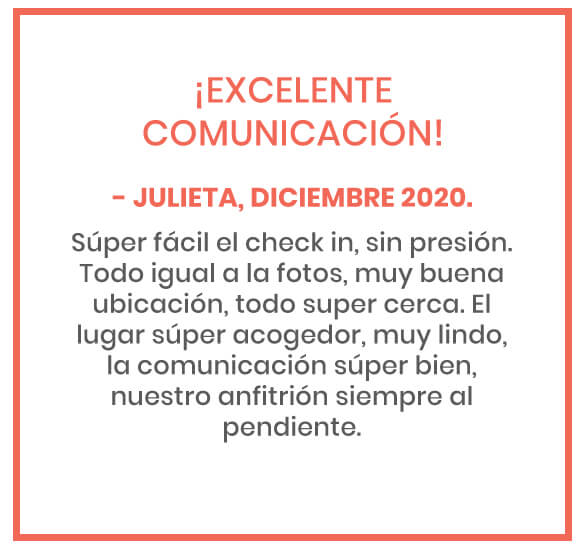 ¡EXCELENTE
COMUNICACIÓN!
- JULIETA, DICIEMBRE 2020.
Súper fácil el check in, sin presión.
Todo igual a la fotos, muy buena
ubicación, todo super cerca. El
lugar súper acogedor, muy lindo,
la comunicación súper bien,
nuestro anfitrión siempre al
pendiente.